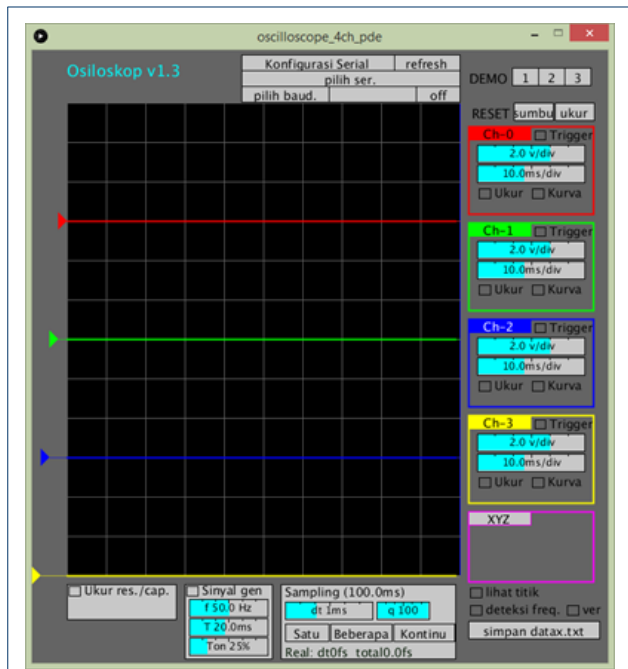 oscilloscope_4ch_pde
Osiloskop v1.3
Konfigurasi Serial refresh
pilih ser.
pilih baud. off
DEMO 1 2 3
RESET sumbu ukur
Ch-0 Trigger
2.0 v/div
10.0ms/div
Ukur Kurva
Ch-1 Trigger
2.0 v/div
10.0ms/div
Ukur Kurva
Ch-2 Trigger
2.0 v/div
10.0ms/div
Ukur Kurva
Ch-3 Trigger
2.0 v/div
10.0ms/div
Ukur Kurva
XYZ
lihat titik
deteksi freq. ver
simpan datax.txt
Ukur res./cap.
Sinyal gen
f 50.0 Hz
T 20.0ms
Ton 25%
Sampling (100.0ms)
dt 1ms q 100
Satu Beberapa Kontinu
Real: dt0fs total0.0fs